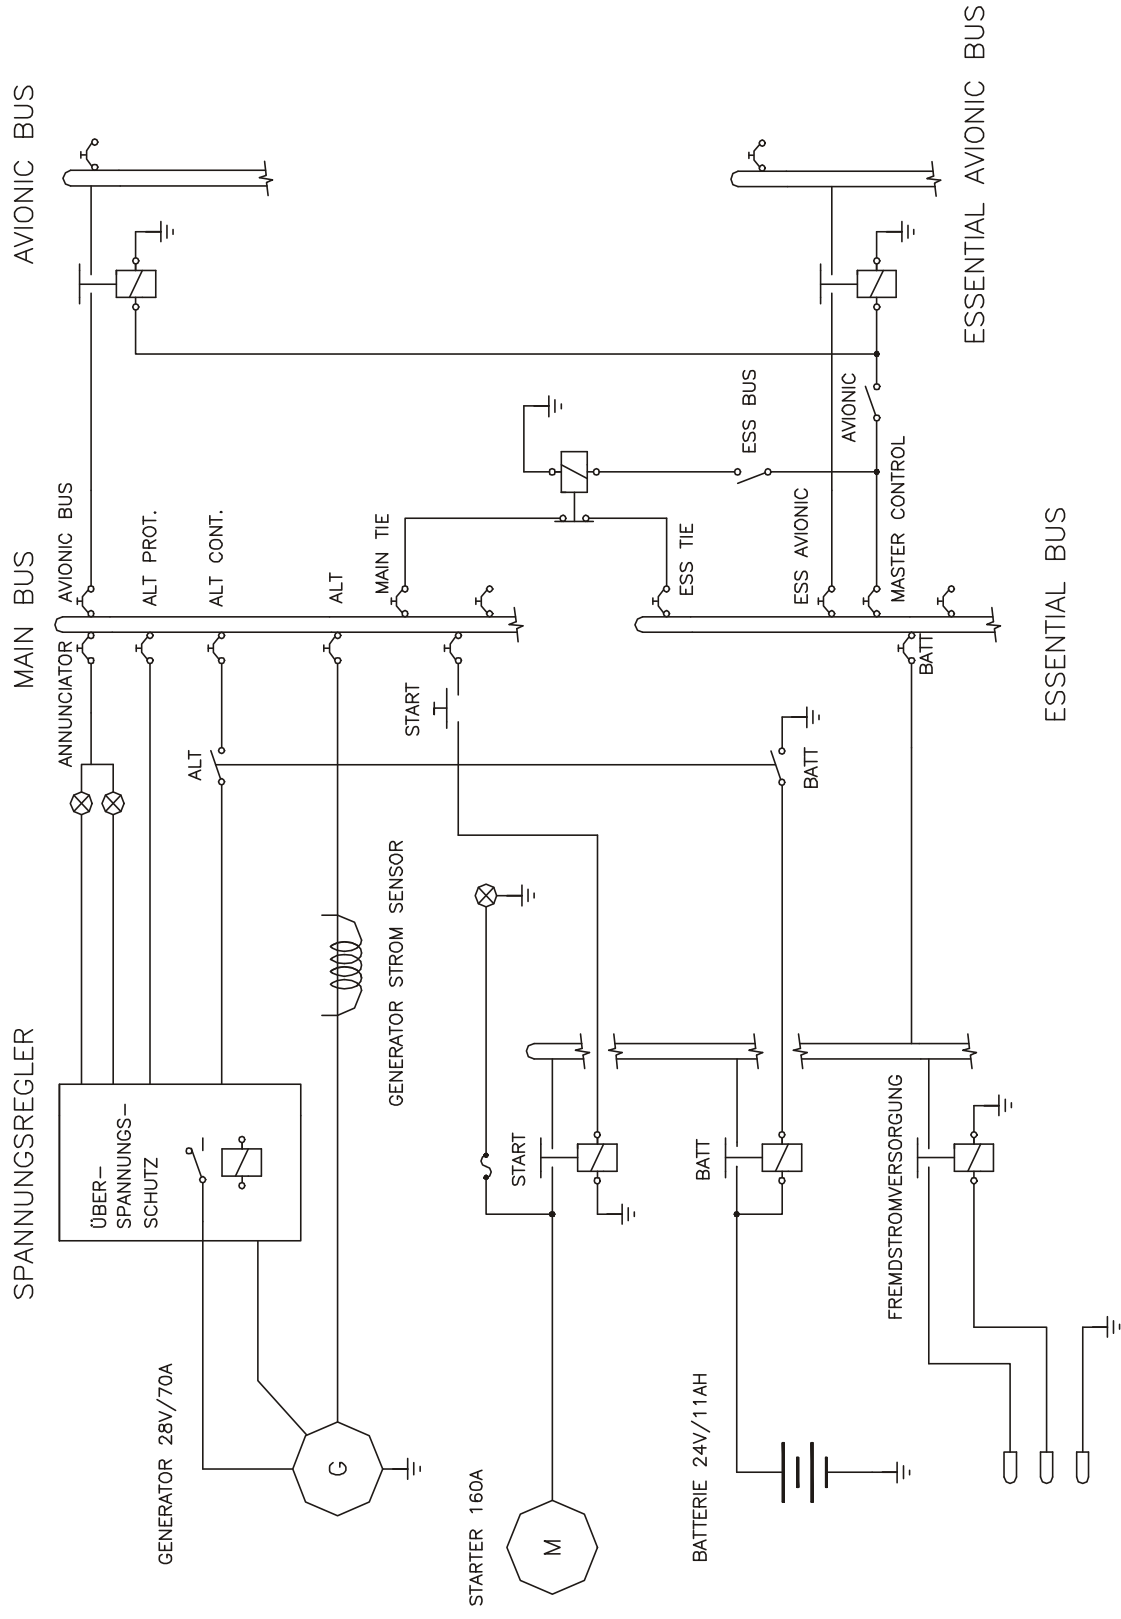 SPANNUNGSREGLER
MAIN BUS
AVIONIC BUS
ANNUNCIATOR
AVIONIC BUS
ÜBER-
SPANNUNGS-
SCHUTZ
ALT PROT.
GENERATOR 28V/70A
ALT
ALT CONT.
G
ALT
GENERATOR STROM SENSOR
START
MAIN TIE
STARTER 160A
M
START
ESS TIE
BATTERIE 24V/11AH
BATT
BATT
ESS BUS
ESS AVIONIC
AVIONIC
FREMDSTROMVERSORGUNG
BATT
MASTER CONTROL
ESSENTIAL AVIONIC BUS
ESSENTIAL BUS